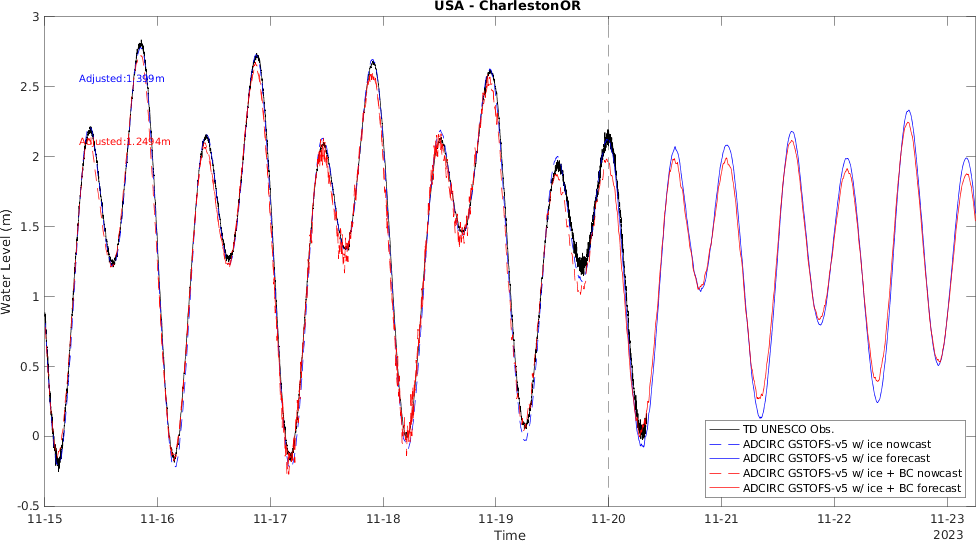 USA - CharlestonOR
3
2.5
2
1.5
1
0.5
0
-0.5
Water Level (m)
Adjusted:1.399m
Adjusted:1.2494m
TD UNESCO Obs.
ADCIRC GSTOFS-v5 w/ ice nowcast
ADCIRC GSTOFS-v5 w/ ice forecast
ADCIRC GSTOFS-v5 w/ ice + BC nowcast
ADCIRC GSTOFS-v5 w/ ice + BC forecast
11-15 11-16 11-17 11-18 11-19 11-20 11-21 11-22 11-23
Time
2023